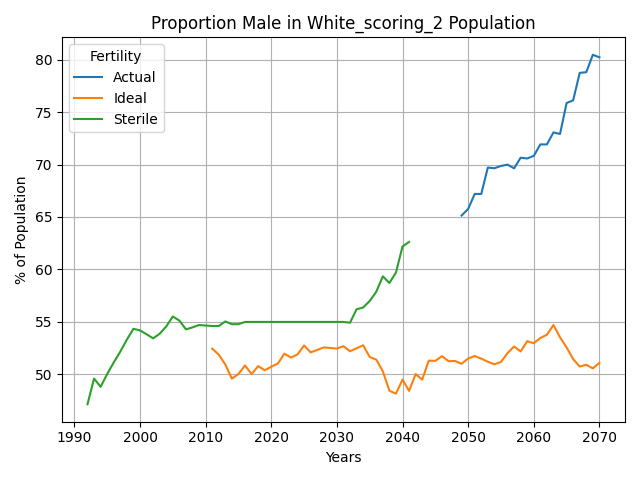 Proportion Male in White_scoring_2 Population
Fertility
Actual
Ideal
Sterile
% of Population
80
75
70
65
60
55
50
1990
2000
2010
2020
2030
2040
2050
2060
2070
Years